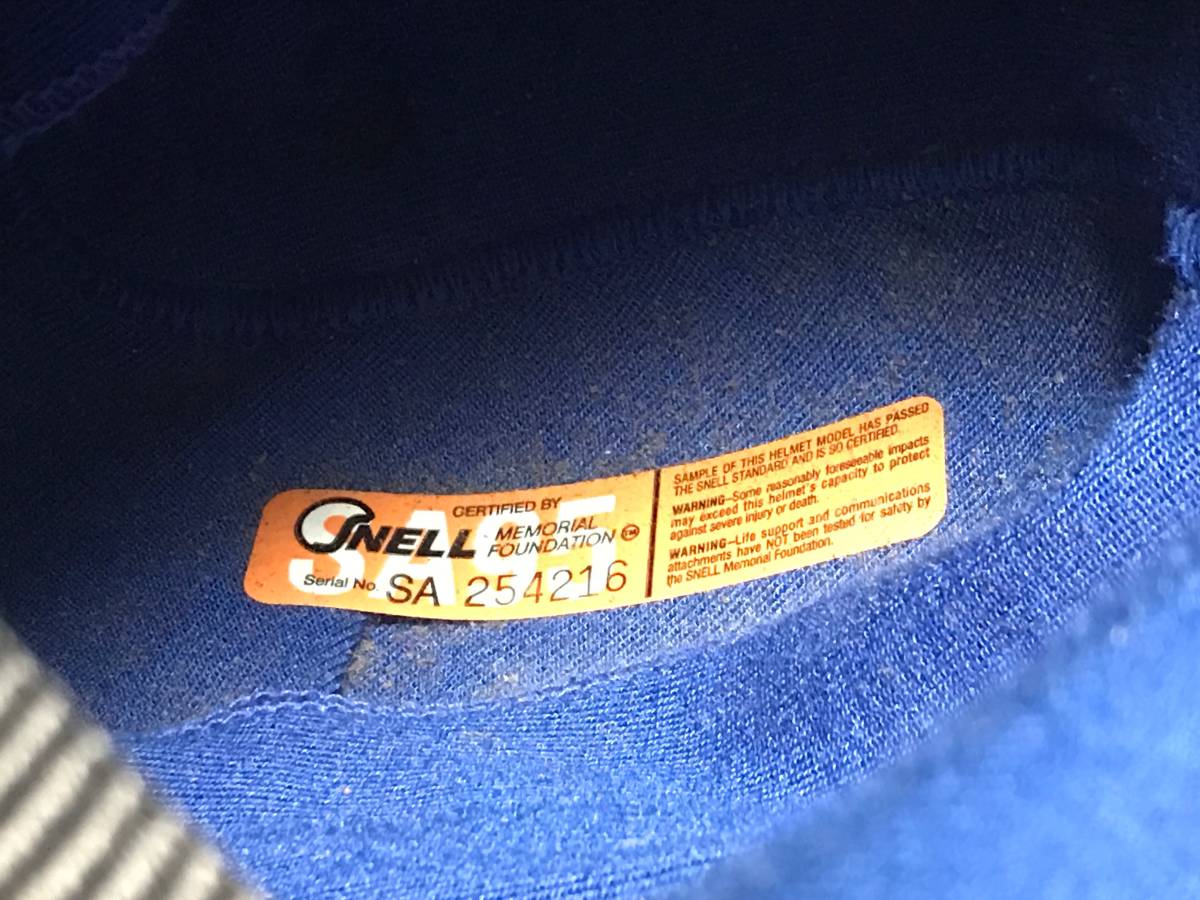 SA95
CERTIFIED BY
SNELL MEMORIAL
FOUNDATION TM
Serial No. SA 254216
SAMPLE OF THIS HELMET MODEL HAS PASSED
THE SNELL STANDARD AND IS SO CERTIFIED.
WARNING–Some reasonably foreseeable impacts
may exceed this helmet's capacity to protect
against severe injury or death.
WARNING–Life support and communications
attachments have NOT been tested for safety by
the SNELL Memorial Foundation.